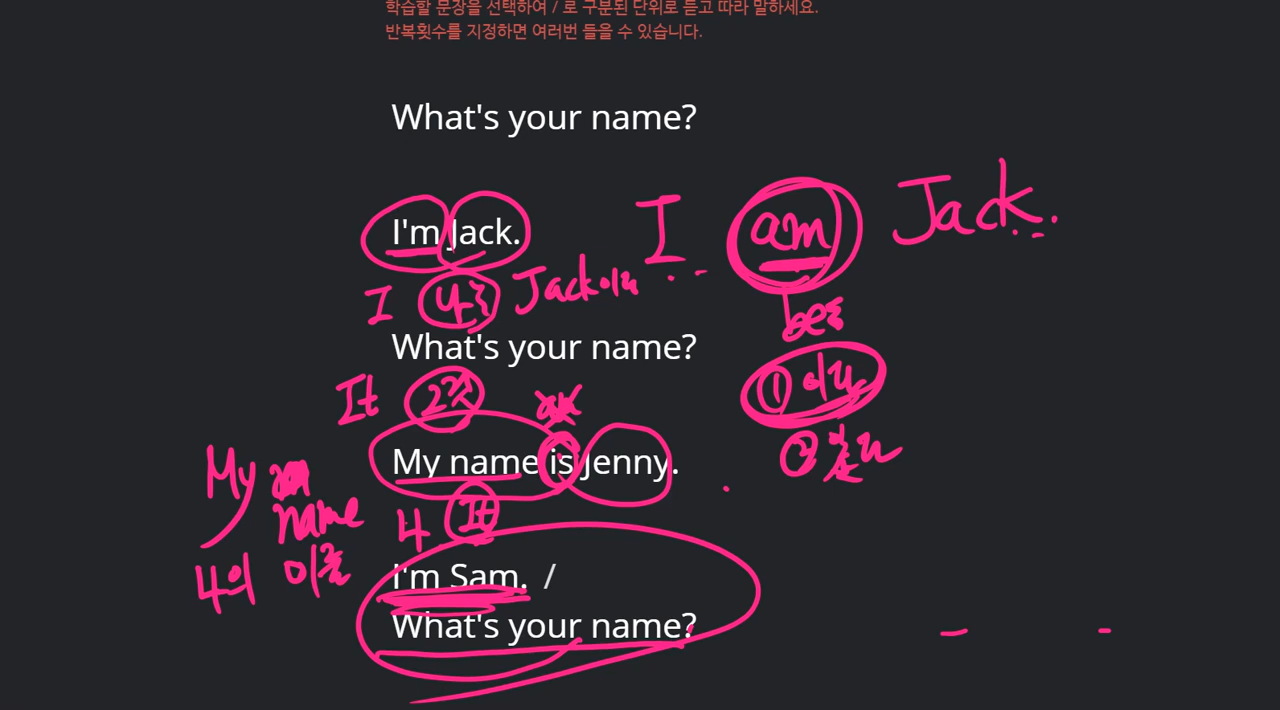 학습할 문장을 선택하여 / 로 구분된 단위로 듣고 따라 말하세요.
반복횟수를 지정하면 여러번 들을 수 있습니다.
What's your name?
I'm Jack.
I am Jack.
I 나는 Jack이다
be동
What's your name?
① 이다
It 그것
② 있다
My name is Jenny.
My name
It
나의 이름
I'm Sam. /
What's your name?